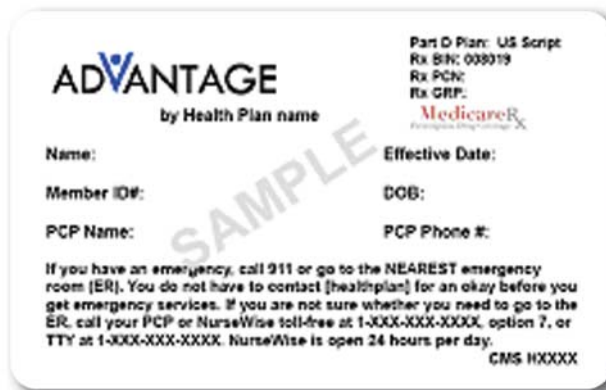 ADVANTAGE
by Health Plan name
Part D Plan: US Script
Rx BIN: 008019
Rx PCN:
Rx GRP:
MedicareRx
Prescription Drug Coverage
Name:
Effective Date:
Member ID#:
DOB:
PCP Name:
PCP Phone #:
SAMPLE
If you have an emergency, call 911 or go to the NEAREST emergency
room (ER). You do not have to contact [healthplan] for an okay before you
get emergency services. If you are not sure whether you need to go to the
ER, call your PCP or NurseWise toll-free at 1-XXX-XXX-XXXX, option 7, or
TTY at 1-XXX-XXX-XXXX. NurseWise is open 24 hours per day.
CMS HXXXX